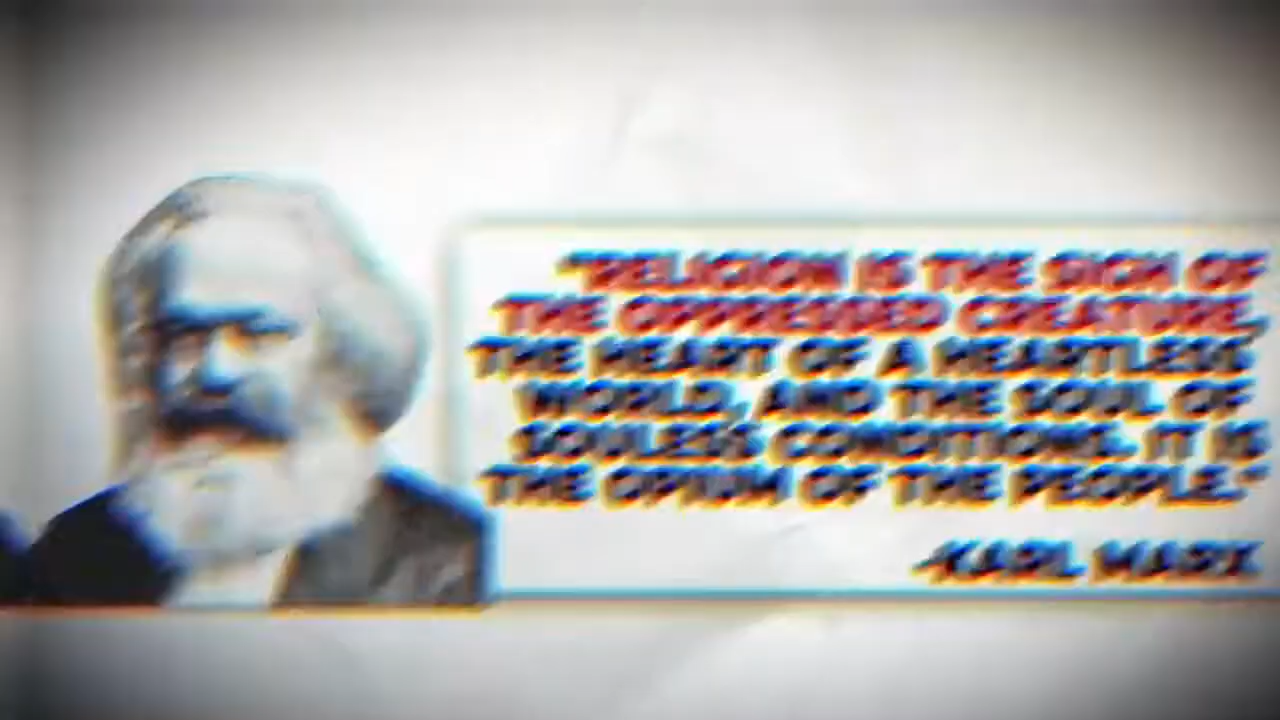 "RELIGION IS THE SIGH OF
THE OPPRESSED CREATURE,
THE HEART OF A HEARTLESS
WORLD, AND THE SOUL OF
SOULLESS CONDITIONS. IT IS
THE OPIUM OF THE PEOPLE."
-KARL MARX